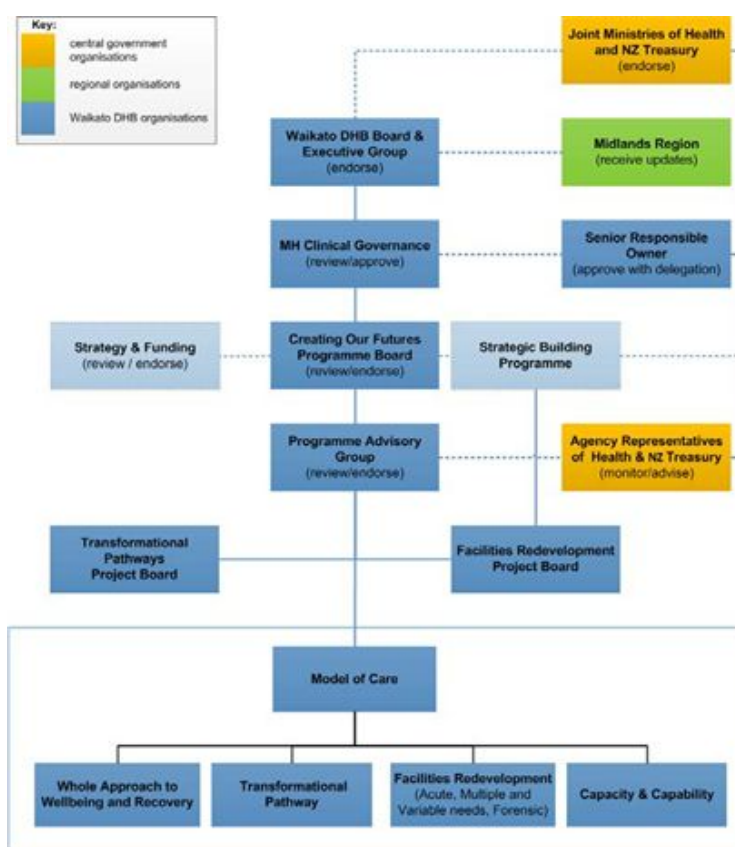 Key:
central government
organisations
regional organisations
Waikato DHB organisations
Joint Ministries of Health
and NZ Treasury
(endorse)
Waikato DHB Board &
Executive Group
(endorse)
Midlands Region
(receive updates)
MH Clinical Governance
(review/approve)
Senior Responsible
Owner
(approve with delegation)
Strategy & Funding
(review / endorse)
Creating Our Futures
Programme Board
(review/endorse)
Strategic Building
Programme
Programme Advisory
Group
(review/endorse)
Agency Representatives
of Health & NZ Treasury
(monitor/advise)
Transformational
Pathways
Project Board
Facilities Redevelopment
Project Board
Model of Care
Whole Approach to
Wellbeing and Recovery
Transformational
Pathway
Facilities Redevelopment
(Acute, Multiple and
Variable needs, Forensic)
Capacity & Capability